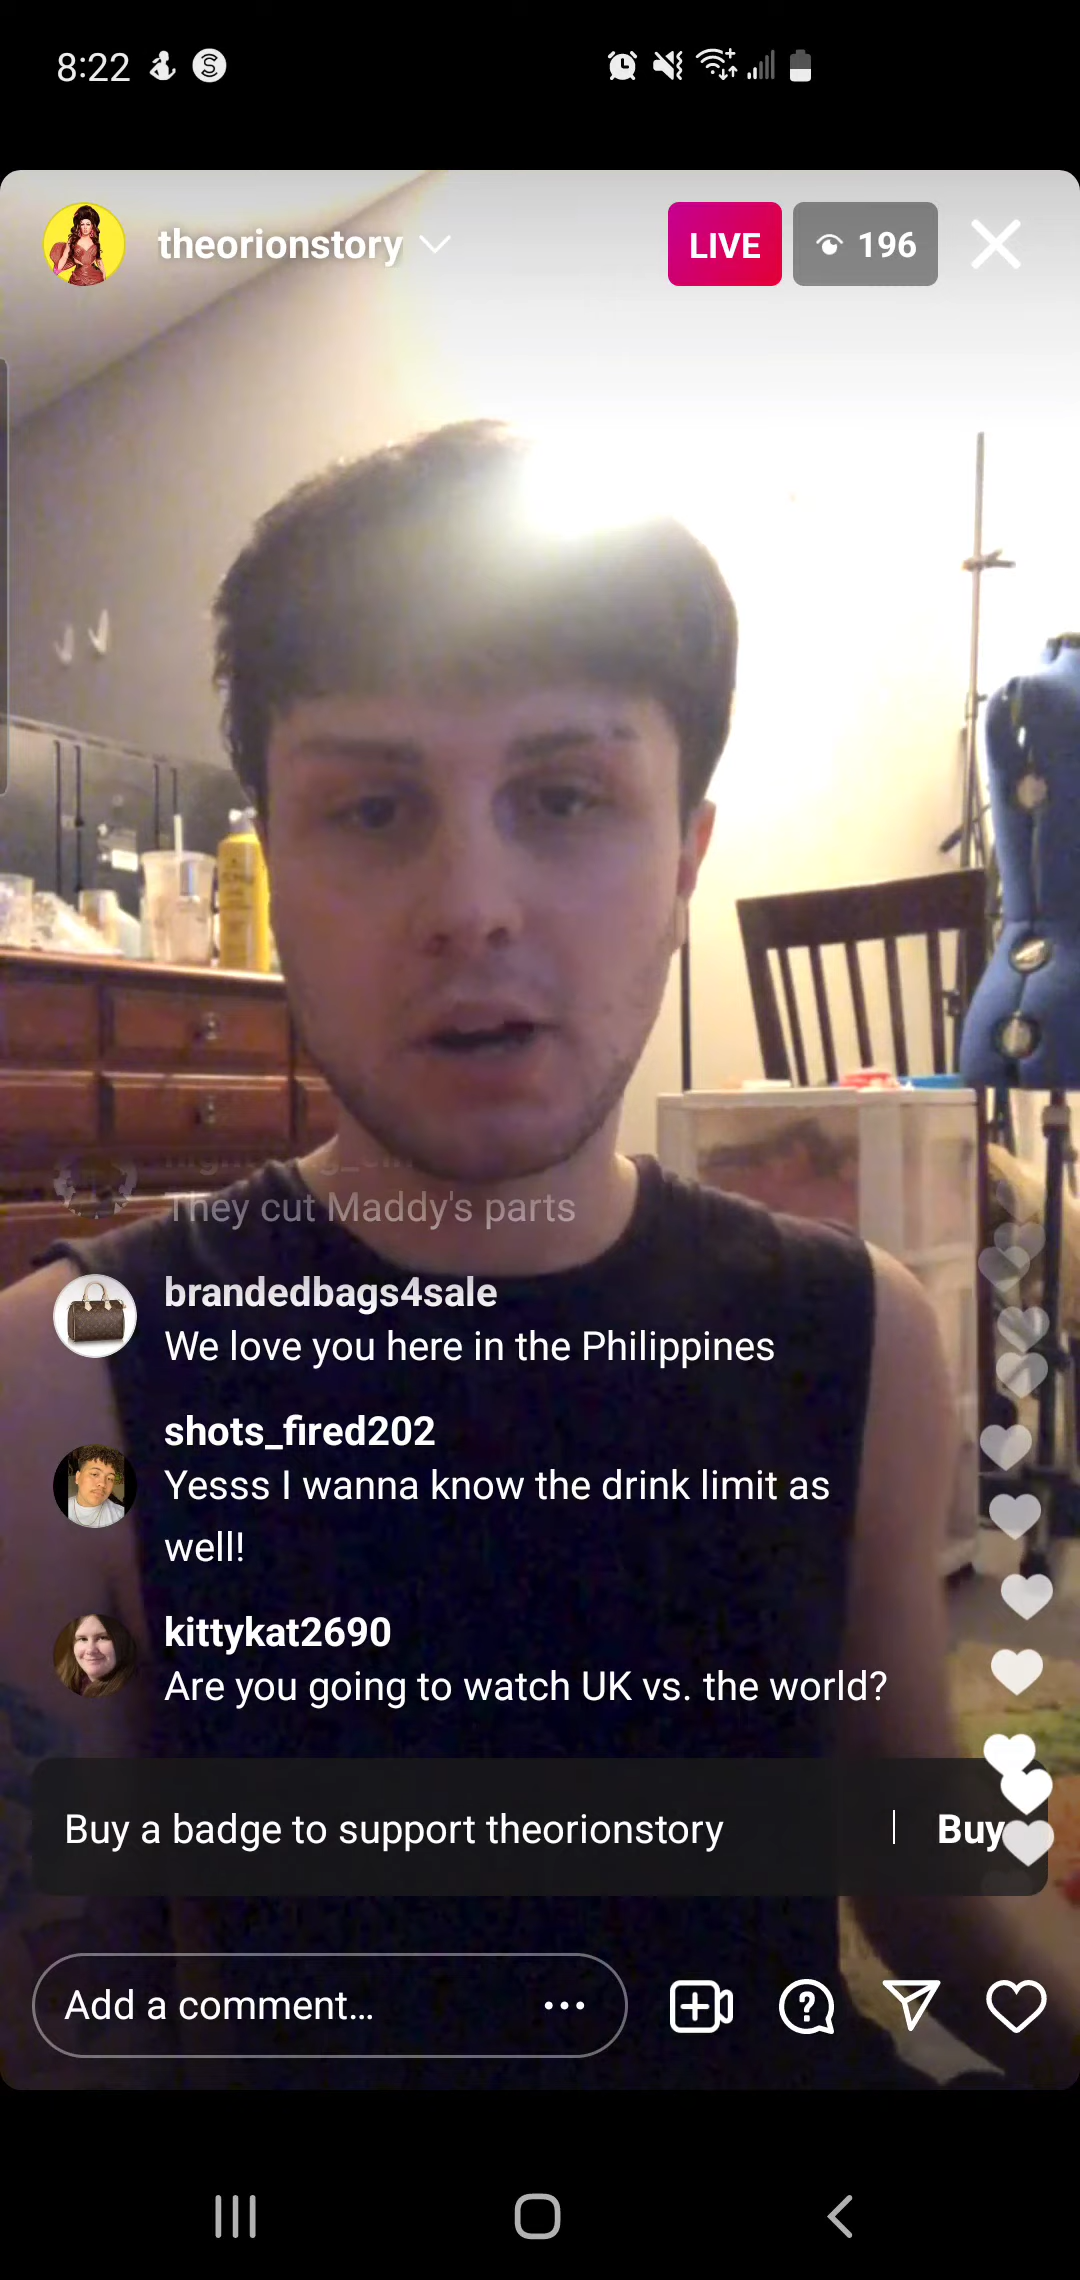 8:22
theorionstory
LIVE
196
They cut Maddy's parts
brandedbags4sale
We love you here in the Philippines
shots_fired202
Yesss I wanna know the drink limit as
well!
kittykat2690
Are you going to watch UK vs. the world?
Buy a badge to support theorionstory
Buy
Add a comment...